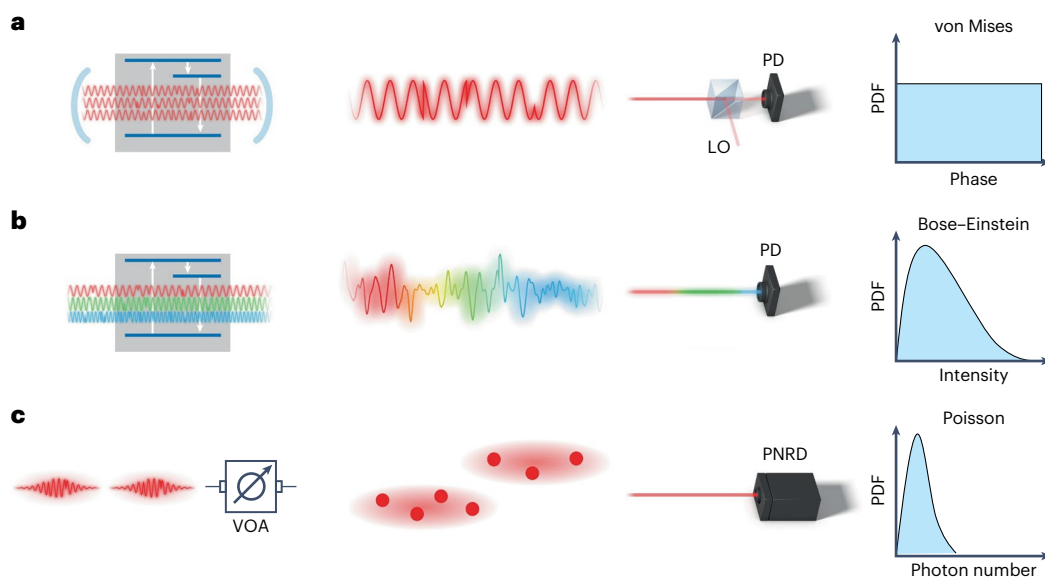 a
von Mises
PD
LO
PDF
Phase
b
Bose–Einstein
PD
PDF
Intensity
c
Poisson
PNRD
VOA
PDF
Photon number